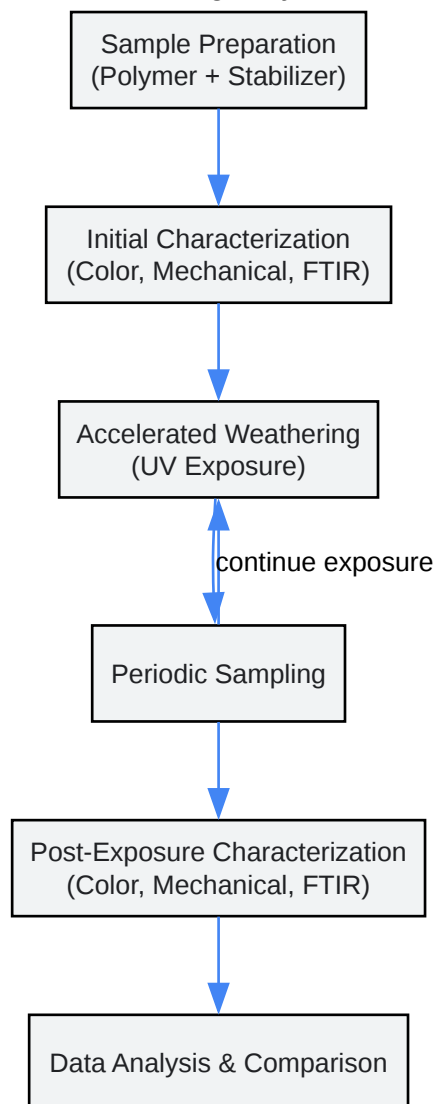 Sample Preparation
(Polymer + Stabilizer)
Initial Characterization
(Color, Mechanical, FTIR)
Accelerated Weathering
(UV Exposure)
continue exposure
Periodic Sampling
Post-Exposure Characterization
(Color, Mechanical, FTIR)
Data Analysis & Comparison